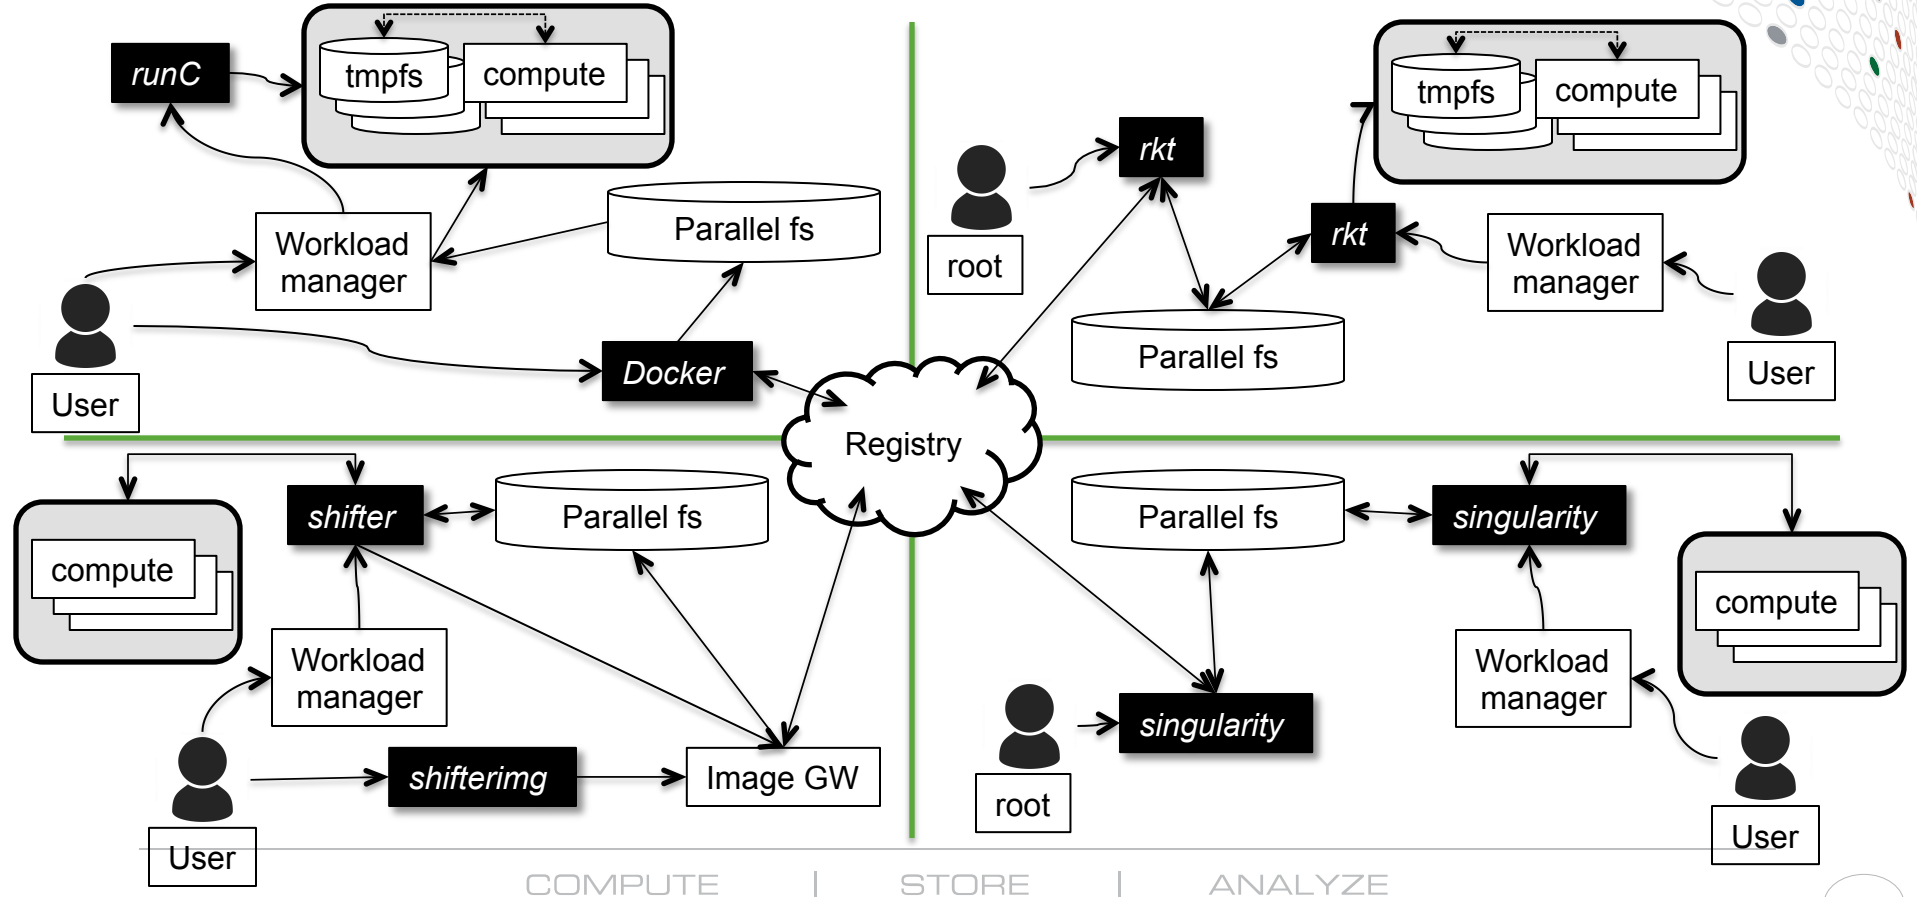 runC
tmpfs
compute
Workload
manager
Parallel fs
User
Docker
rkt
root
tmpfs
compute
rkt
Workload
manager
Parallel fs
User
Registry
shifter
Parallel fs
compute
Workload
manager
shifterimg
Image GW
User
Parallel fs
singularity
compute
Workload
manager
singularity
root
User
COMPUTE | STORE | ANALYZE